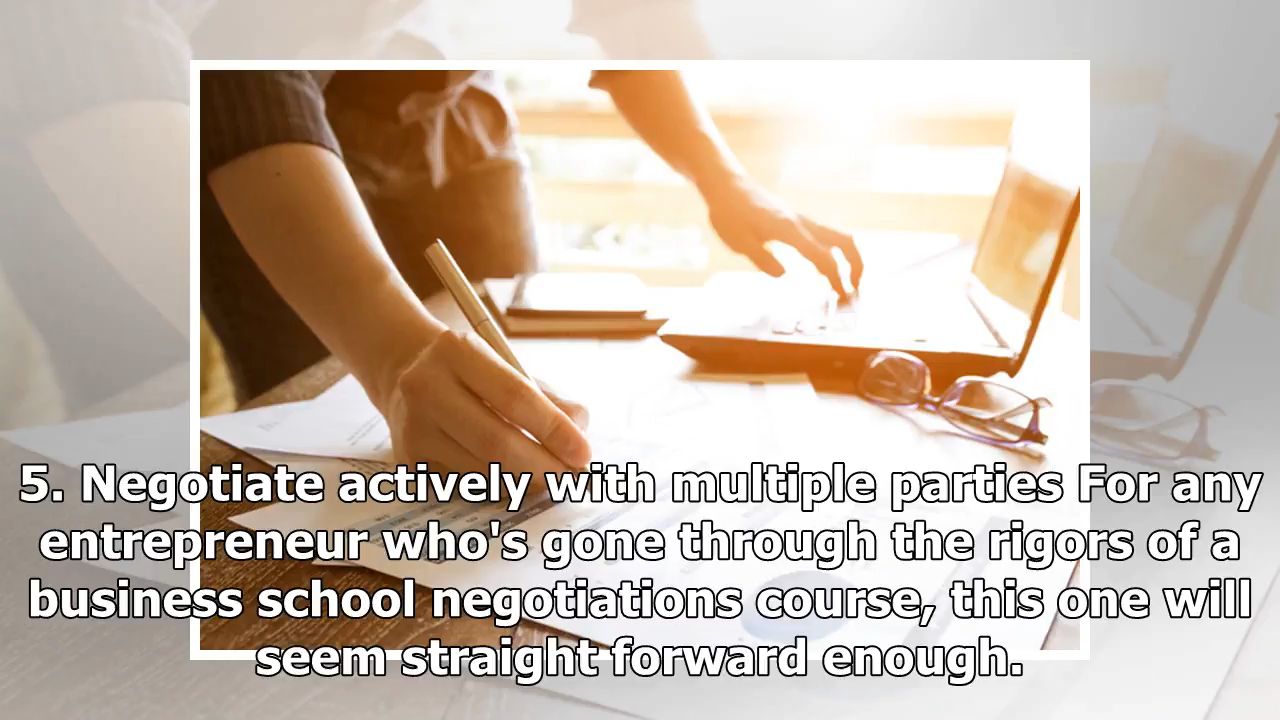 5. Negotiate actively with multiple parties For any
entrepreneur who's gone through the rigors of a
business school negotiations course, this one will
seem straight forward enough.